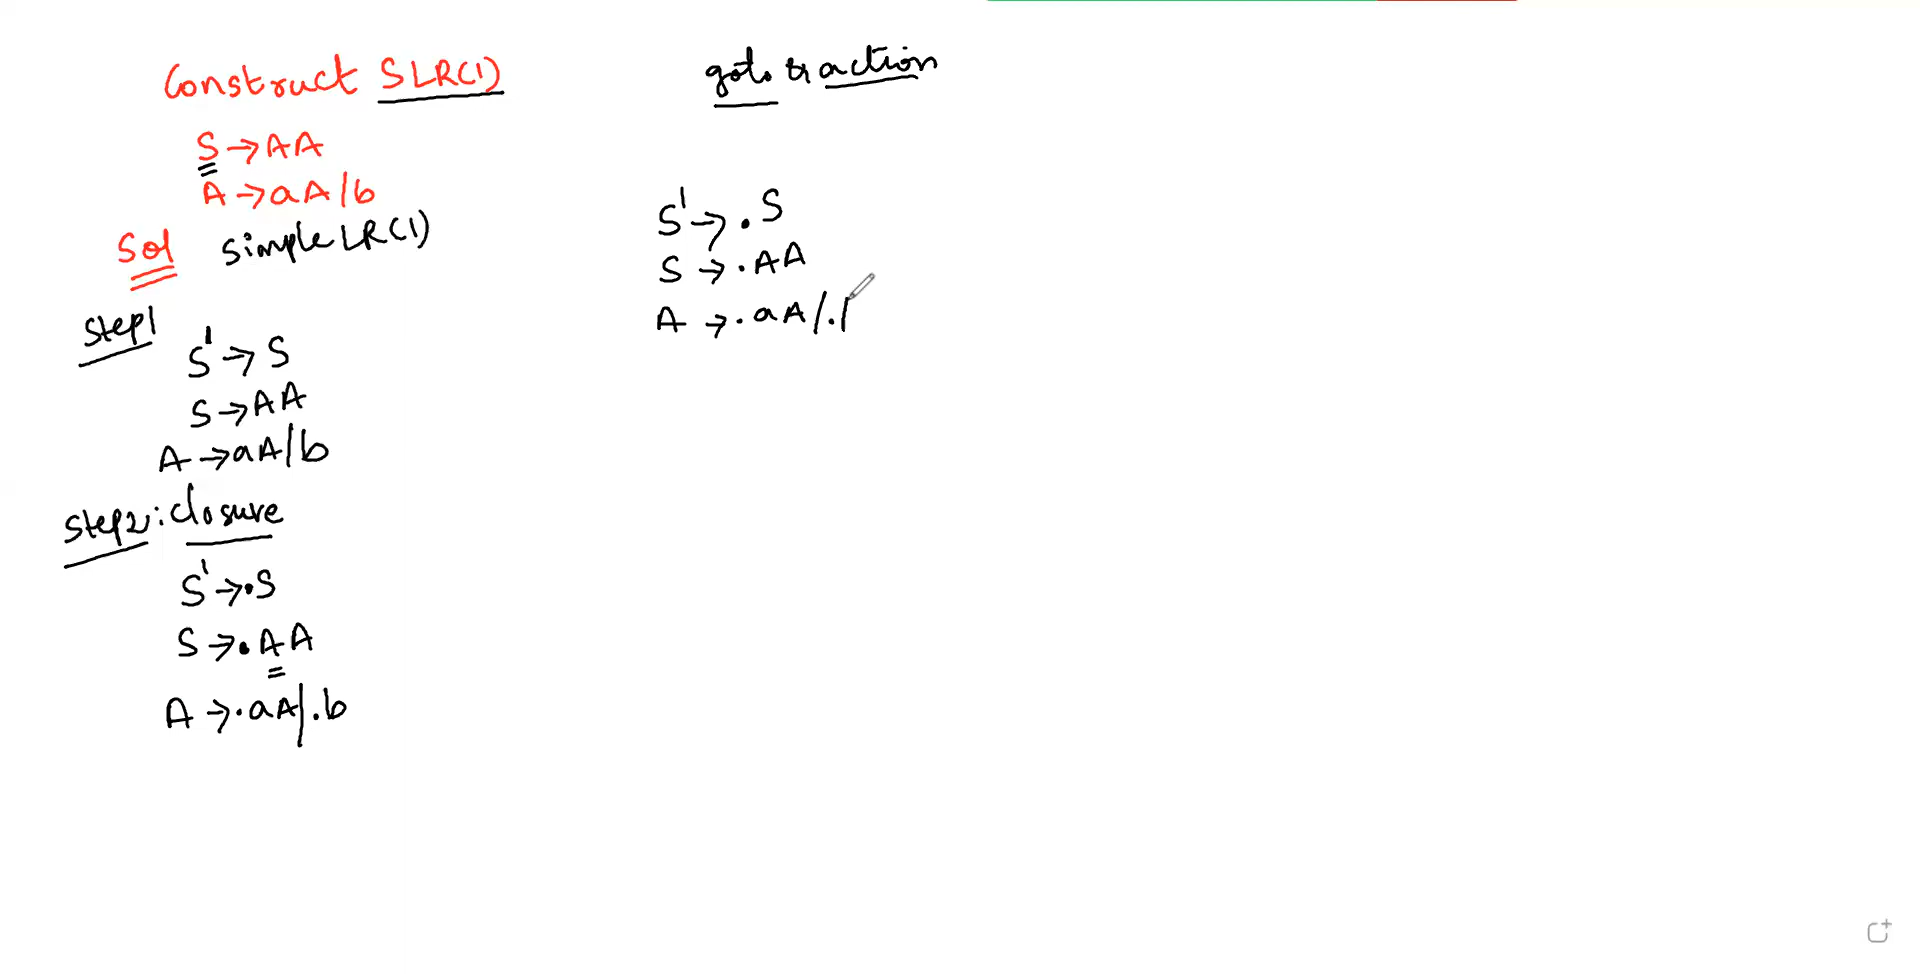 Construct SLR(1)
S → AA
A → aA/b
Sol simple LR(1)
Step1
S' → S
S → AA
A → aA/b
Step2: closure
S' → .S
S → .AA
A → .aA/.b
goto & action
S' → .S
S → .AA
A → .aA/.